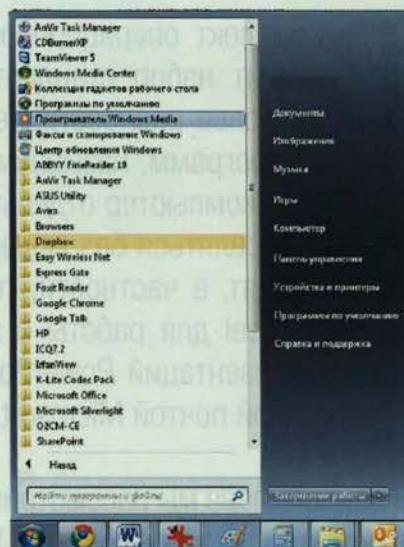 AnVir Task Manager
CDBurnerXP
TeamViewer 5
Windows Media Center
Коллекция гаджетов рабочего стола
Программы по умолчанию
Проигрыватель Windows Media
Факсы и сканирование Windows
Центр обновления Windows
ABBYY FineReader 10
AnVir Task Manager
ASUS Utility
Avira
Browsers
Dropbox
Easy Wireless Net
Express Gate
Foxit Reader
Google Chrome
Google Talk
HP
ICQ7.2
IrfanView
K-Lite Codec Pack
Microsoft Office
Microsoft Silverlight
O2CM-CE
SharePoint
Назад
Найти программы и файлы
Документы
Изображения
Музыка
Игры
Компьютер
Панель управления
Устройства и принтеры
Программы по умолчанию
Справка и поддержка
Завершение работы